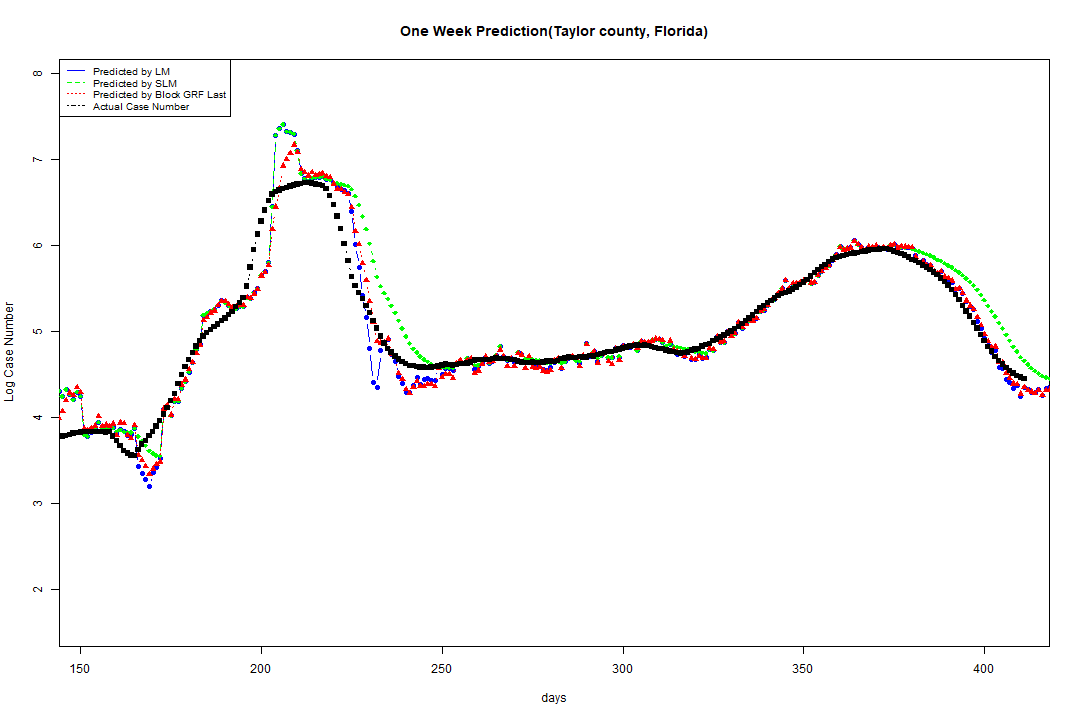 One Week Prediction(Taylor county, Florida)
Predicted by LM
Predicted by SLM
Predicted by Block GRF Last
Actual Case Number
8
7
6
5
4
3
2
Log Case Number
150 200 250 300 350 400
days